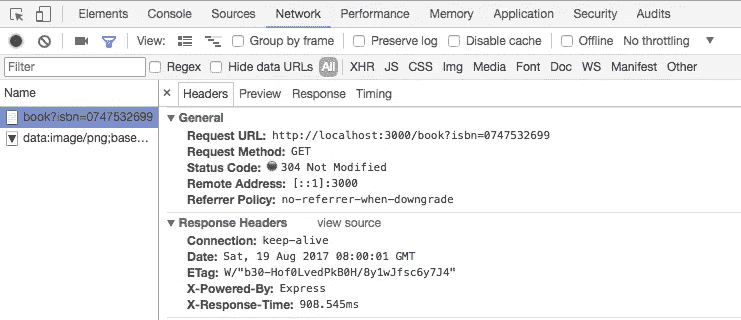 Elements Console Sources Network Performance Memory Application Security Audits
View: Group by frame Preserve log Disable cache Offline No throttling
Filter Regex Hide data URLs All XHR JS CSS Img Media Font Doc WS Manifest Other
Name × Headers Preview Response Timing
book?isbn=0747532699
data:image/png;base…
General
Request URL: http://localhost:3000/book?isbn=0747532699
Request Method: GET
Status Code: 304 Not Modified
Remote Address: [::1]:3000
Referrer Policy: no-referrer-when-downgrade
Response Headers view source
Connection: keep-alive
Date: Sat, 19 Aug 2017 08:00:01 GMT
ETag: W/"b30-Hof0LvedPkB0H/8y1wJfsc6y7J4"
X-Powered-By: Express
X-Response-Time: 908.545ms